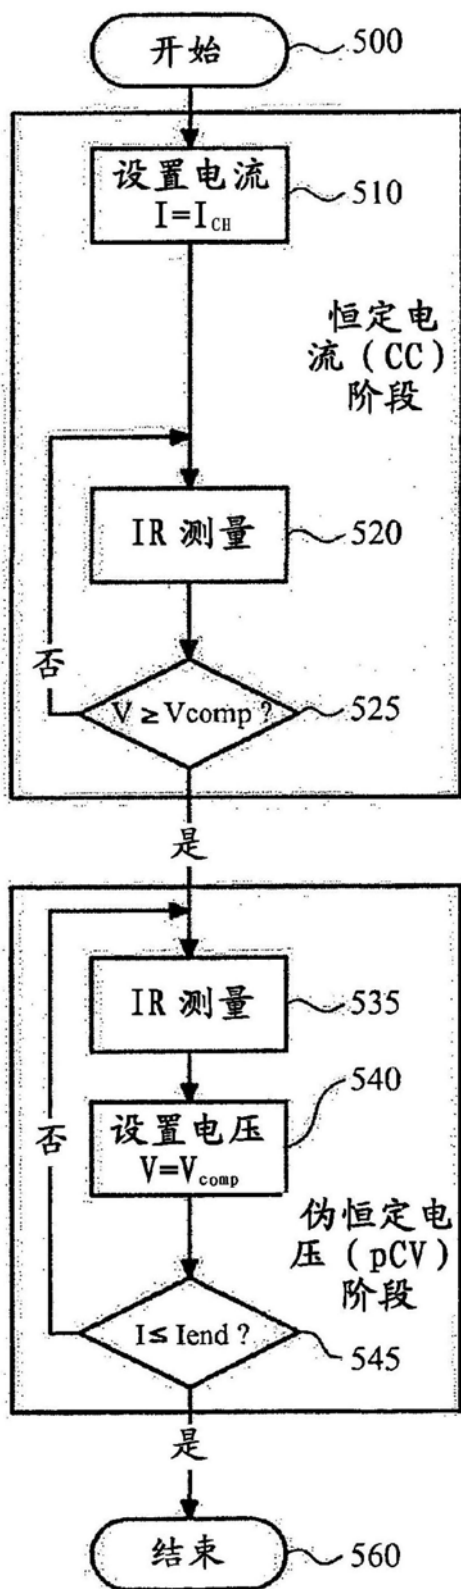 开始
500
设置电流
I=I_CH
510
恒定电
流（CC）
阶段
IR 测量
520
否
V ≥ Vcomp？
525
是
IR 测量
535
540
设置电压
V=V_comp
否
伪恒定电
压（pCV）
阶段
I ≤ Iend？
545
是
结束
560